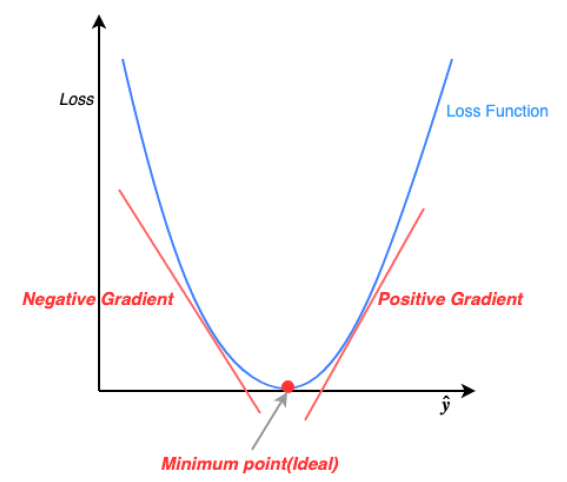 Loss
Loss Function
Negative Gradient
Positive Gradient
ŷ
Minimum point(Ideal)